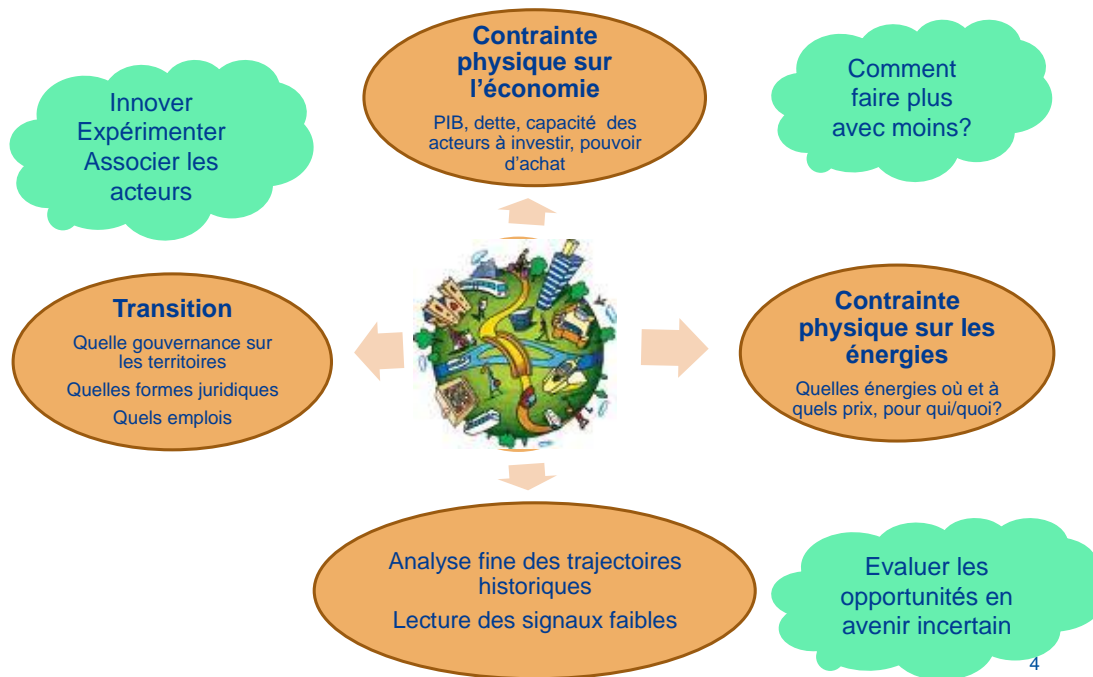 Contrainte
physique sur
l'économie
PIB, dette, capacité des
acteurs à investir, pouvoir
d'achat
Innover
Expérimenter
Associer les
acteurs
Comment
faire plus
avec moins?
Transition
Quelle gouvernance sur
les territoires
Quelles formes juridiques
Quels emplois
Contrainte
physique sur les
énergies
Quelles énergies où et à
quels prix, pour qui/quoi?
Analyse fine des trajectoires
historiques
Lecture des signaux faibles
Evaluer les
opportunités en
avenir incertain
4